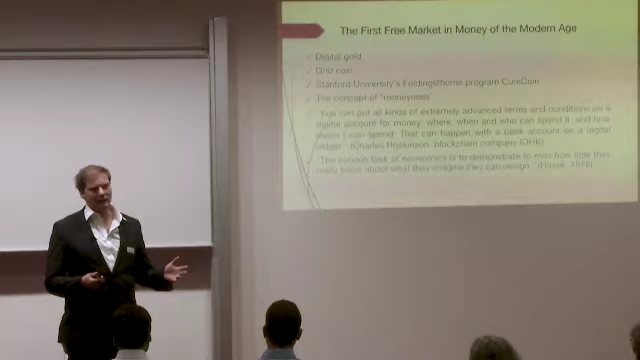 The First Free Market in Money of the Modern Age
✓ Digital gold
✓ Grid coin
✓ Stanford University's Folding@home program CureCoin
✓ The concept of "moneyness"
"You can put all kinds of extremely advanced terms and conditions on a
digital account for money, where, when and who can spend it, and how
much I can spend. That can happen with a bank account on a digital
ledger" (Charles Hoskinson, blockchain company IOHK)
✓ "The curious task of economics is to demonstrate to men how little they
really know about what they imagine they can design." (Hayek,